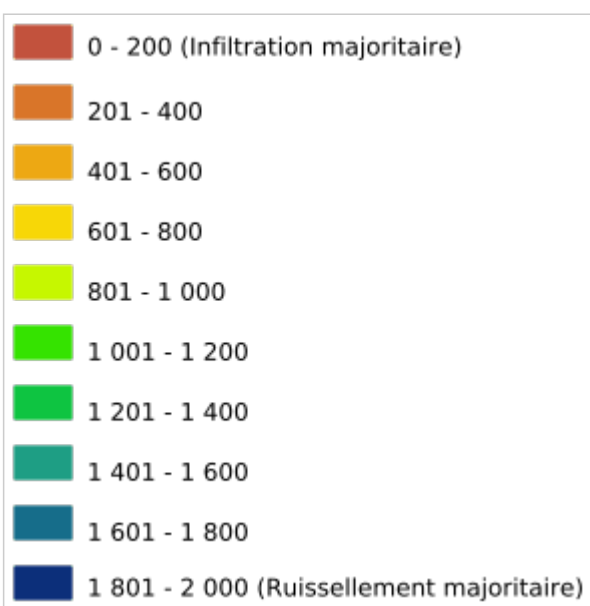 0 - 200 (Infiltration majoritaire)
201 - 400
401 - 600
601 - 800
801 - 1 000
1 001 - 1 200
1 201 - 1 400
1 401 - 1 600
1 601 - 1 800
1 801 - 2 000 (Ruissellement majoritaire)